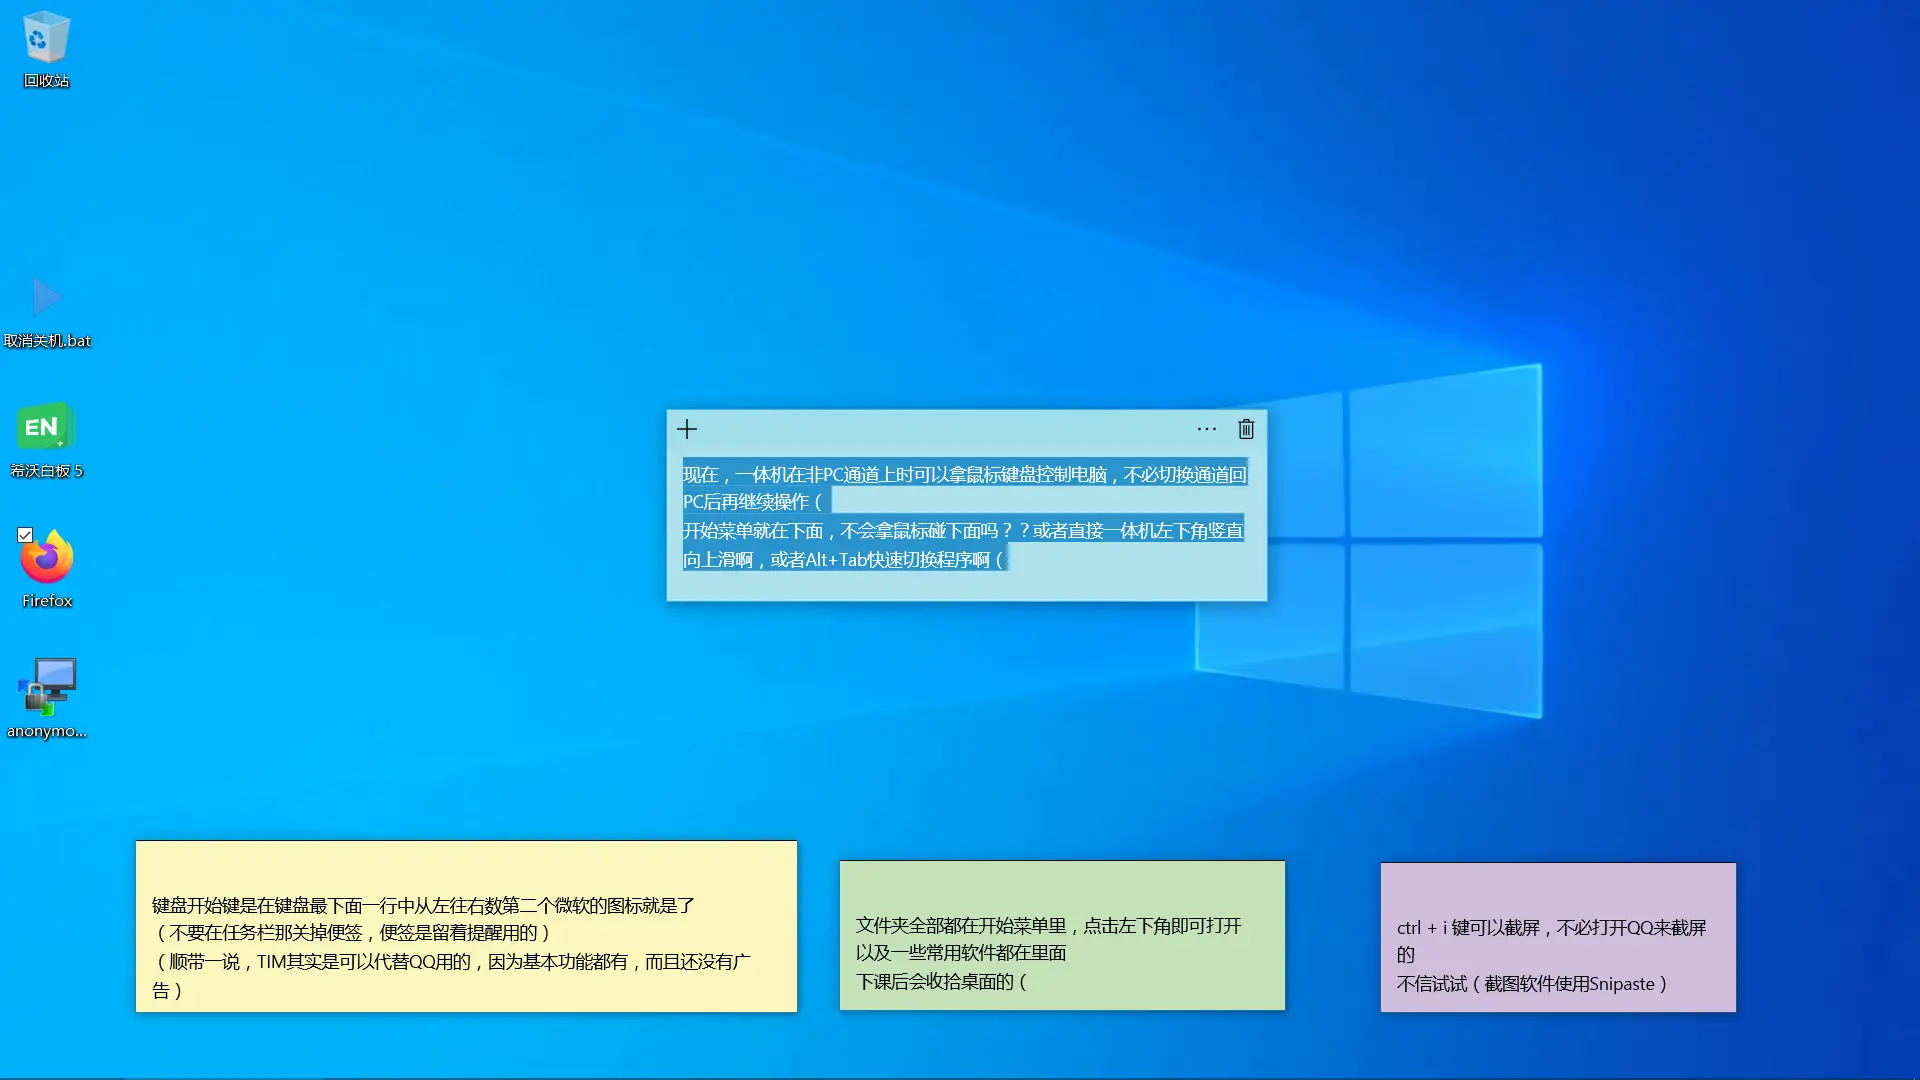 回收站
取消关机.bat
EN
希沃白板 5
Firefox
anonymo...
现在，一体机在非PC通道上时可以拿鼠标键盘控制电脑，不必切换通道回
PC后再继续操作（
开始菜单就在下面，不会拿鼠标碰下面吗？？或者直接一体机左下角竖直
向上滑啊，或者Alt+Tab快速切换程序啊（
键盘开始键是在键盘最下面一行中从左往右数第二个微软的图标就是了
（不要在任务栏那关掉便签，便签是留着提醒用的）
（顺带一说，TIM其实是可以代替QQ用的，因为基本功能都有，而且还没有广
告）
文件夹全部都在开始菜单里，点击左下角即可打开
以及一些常用软件都在里面
下课后会收拾桌面的（
ctrl + i 键可以截屏，不必打开QQ来截屏
的
不信试试（截图软件使用Snipaste）